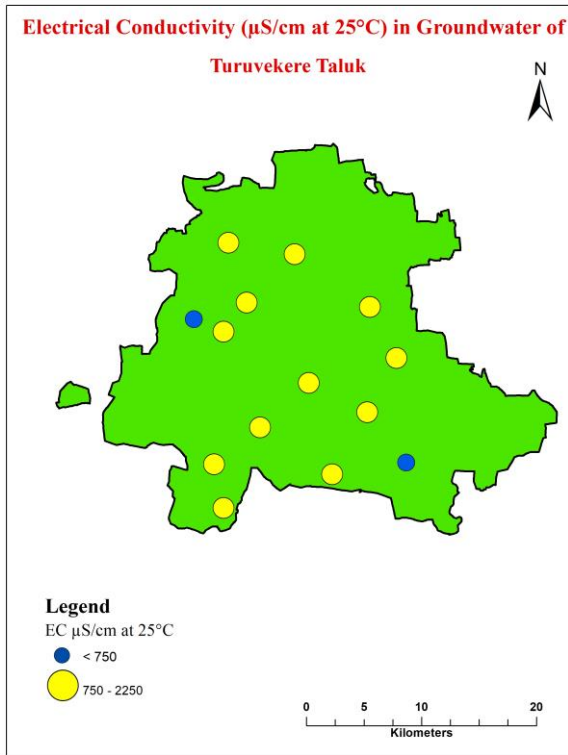 Electrical Conductivity (µS/cm at 25°C) in Groundwater of
Turuvekere Taluk
N
Legend
EC µS/cm at 25°C
< 750
750 - 2250
0 5 10 20
Kilometers